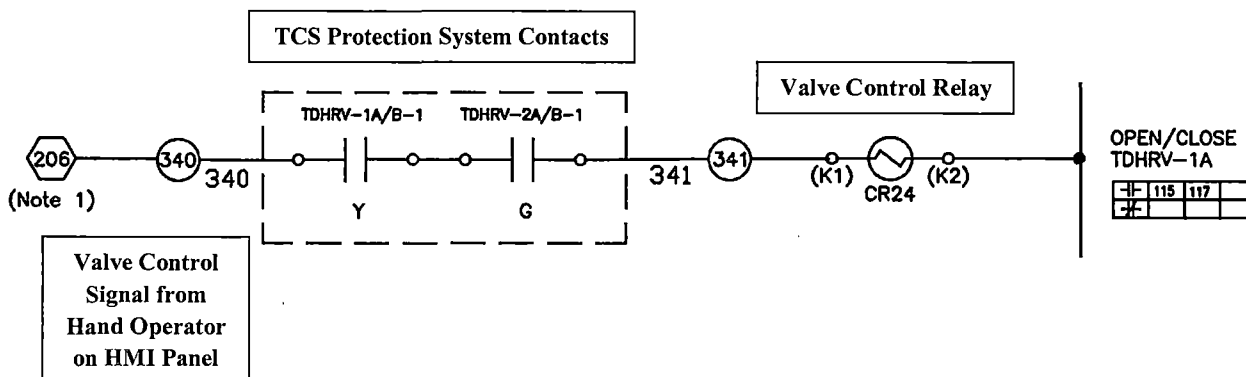 TCS Protection System Contacts
Valve Control Relay
TDHRV-1A/B-1 TDHRV-2A/B-1
OPEN/CLOSE
TDHRV-1A
206
340
340
341
341
(K1)
(K2)
CR24
(Note 1)
Y
G
115 117
Valve Control
Signal from
Hand Operator
on HMI Panel